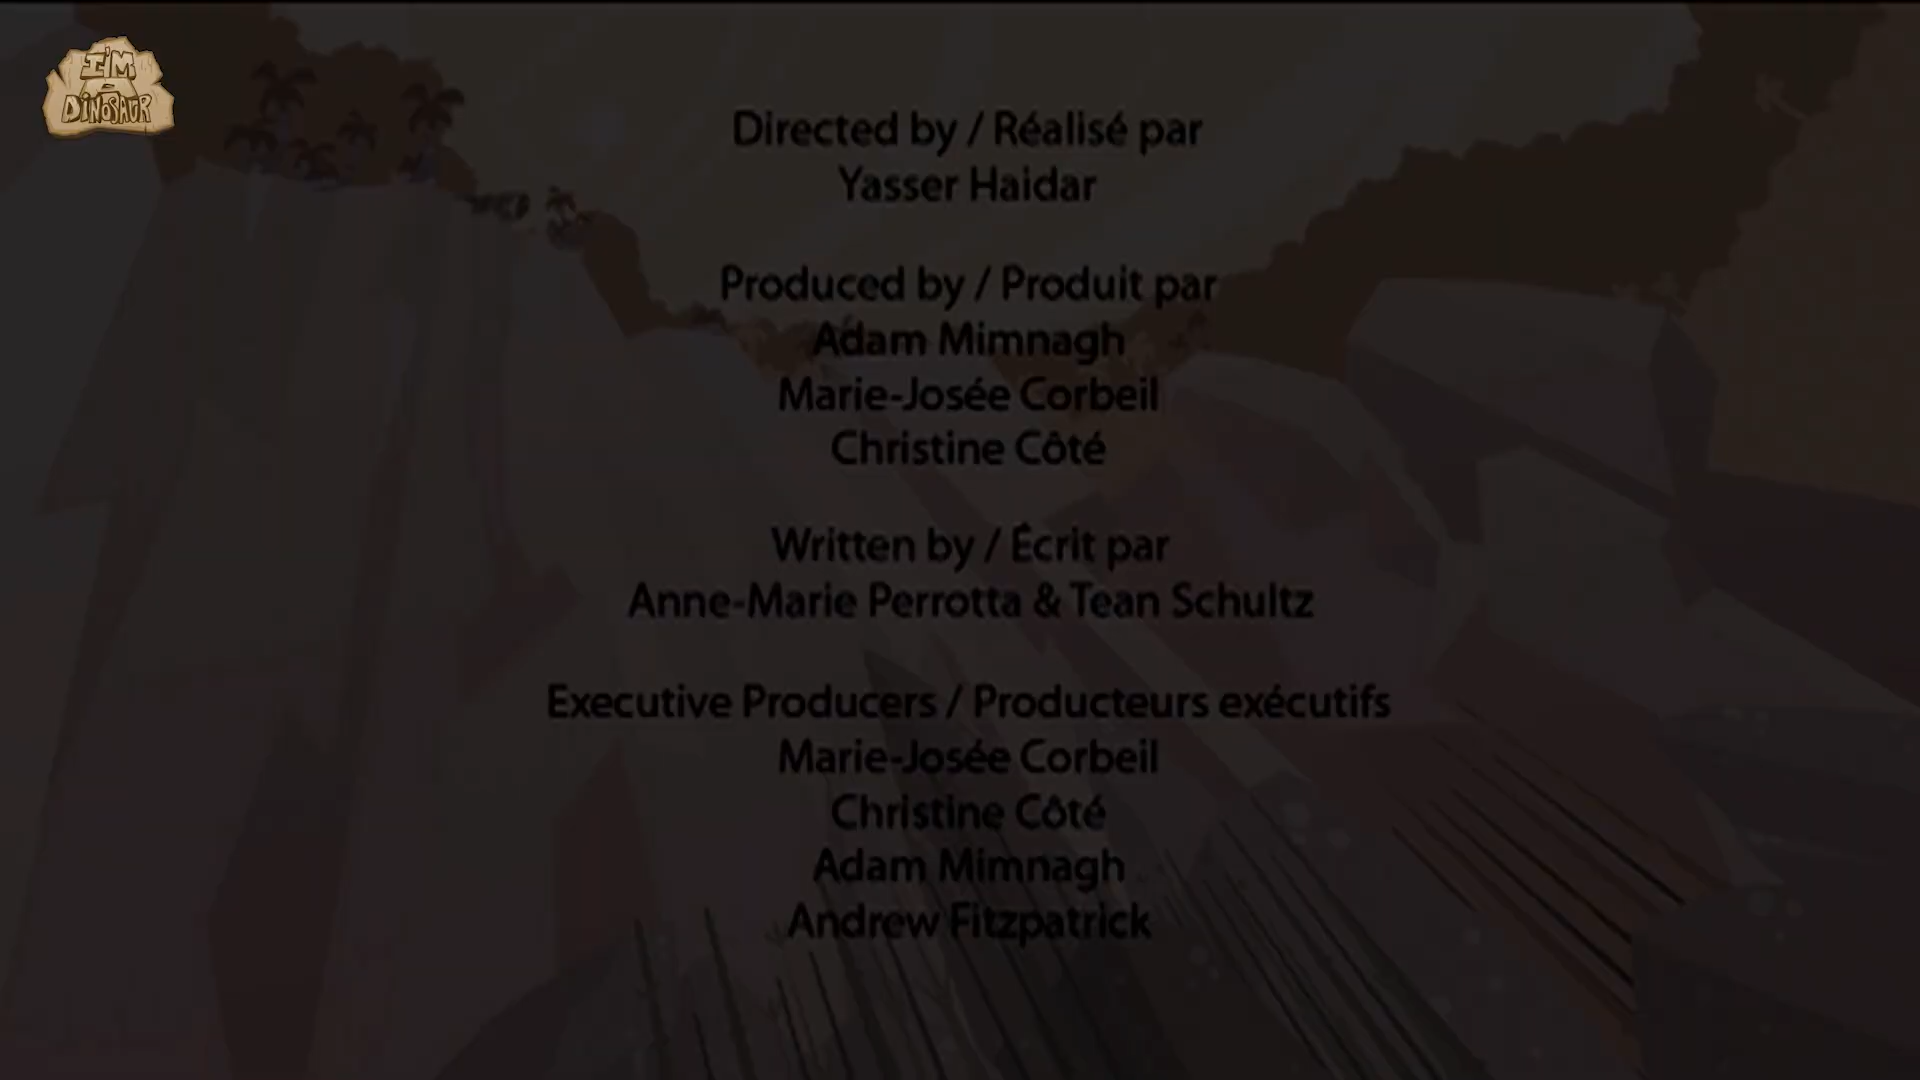 I'M
A
DINOSAUR
Directed by / Réalisé par
Yasser Haidar
Produced by / Produit par
Adam Mimnagh
Marie-Josée Corbeil
Christine Côté
Written by / Écrit par
Anne-Marie Perrotta & Tean Schultz
Executive Producers / Producteurs exécutifs
Marie-Josée Corbeil
Christine Côté
Adam Mimnagh
Andrew Fitzpatrick